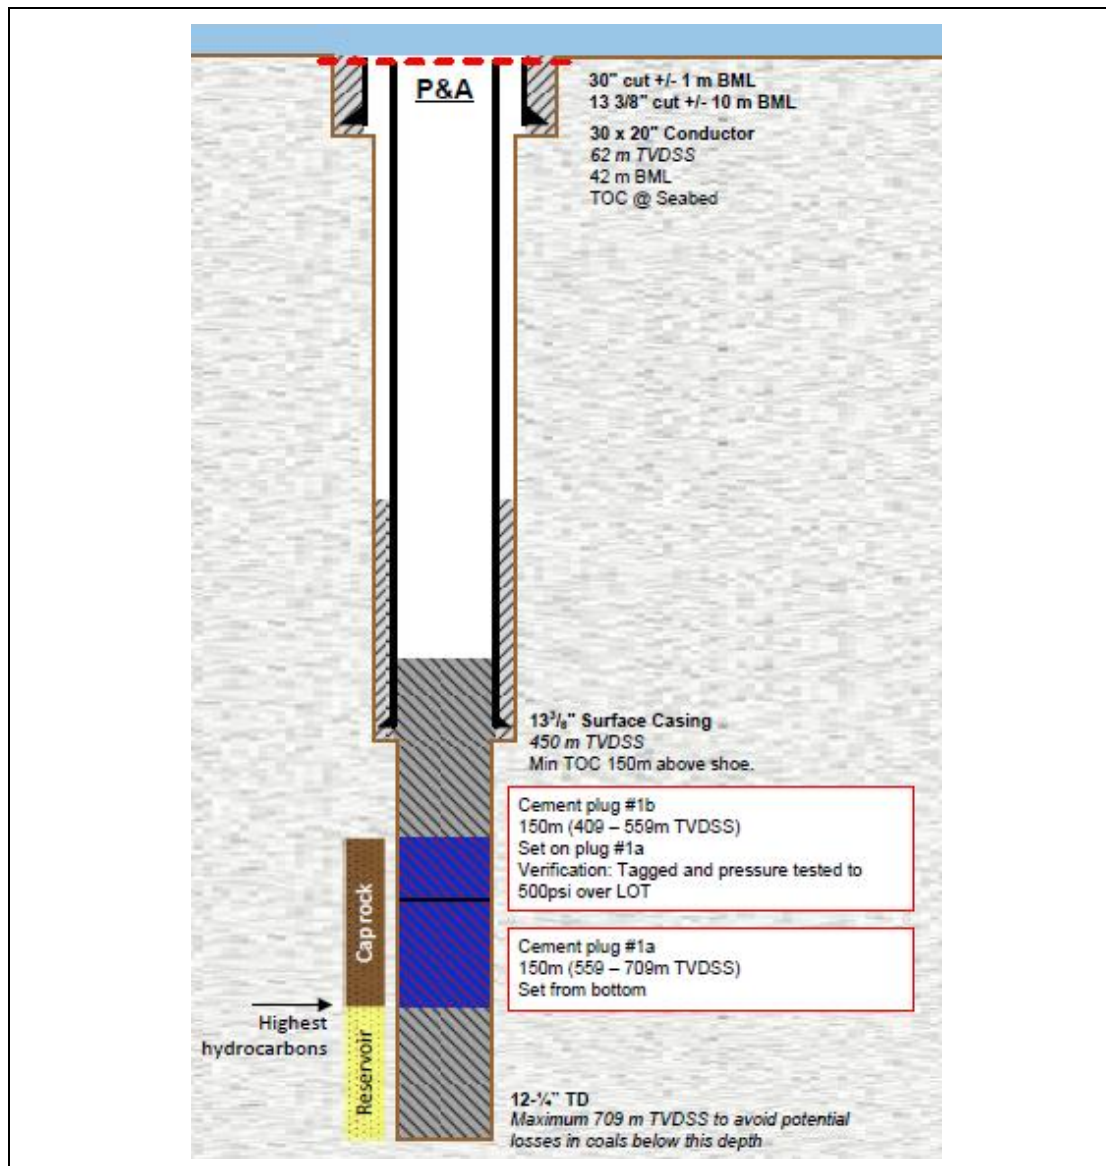 P&A
30" cut +/- 1 m BML
13 3/8" cut +/- 10 m BML
30 x 20" Conductor
62 m TVDSS
42 m BML
TOC @ Seabed
13³/₈" Surface Casing
450 m TVDSS
Min TOC 150m above shoe.
Cement plug #1b
150m (409 – 559m TVDSS)
Set on plug #1a
Verification: Tagged and pressure tested to
500psi over LOT
Cap rock
Cement plug #1a
150m (559 – 709m TVDSS)
Set from bottom
Highest
hydrocarbons
Reservoir
12-¼" TD
Maximum 709 m TVDSS to avoid potential
losses in coals below this depth